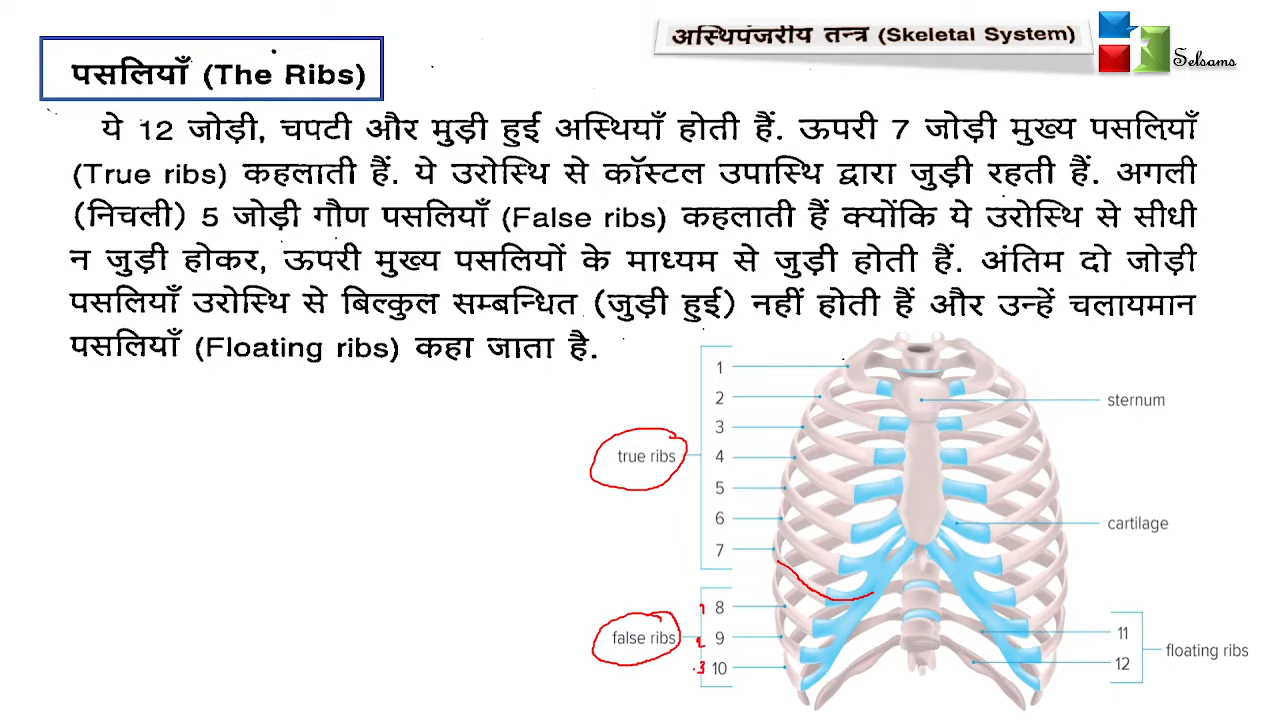 अस्थिपंजरीय तन्त्र (Skeletal System)
Selsams
पसलियाँ (The Ribs)
ये 12 जोड़ी, चपटी और मुड़ी हुई अस्थियाँ होती हैं. ऊपरी 7 जोड़ी मुख्य पसलियाँ
(True ribs) कहलाती हैं. ये उरोस्थि से कॉस्टल उपास्थि द्वारा जुड़ी रहती हैं. अगली
(निचली) 5 जोड़ी गौण पसलियाँ (False ribs) कहलाती हैं क्योंकि ये उरोस्थि से सीधी
न जुड़ी होकर, ऊपरी मुख्य पसलियों के माध्यम से जुड़ी होती हैं. अंतिम दो जोड़ी
पसलियाँ उरोस्थि से बिल्कुल सम्बन्धित (जुड़ी हुई) नहीं होती हैं और उन्हें चलायमान
पसलियाँ (Floating ribs) कहा जाता है.
true ribs
1
2
3
4
5
6
7
false ribs
1 8
2 9
3 10
sternum
cartilage
11
12
floating ribs